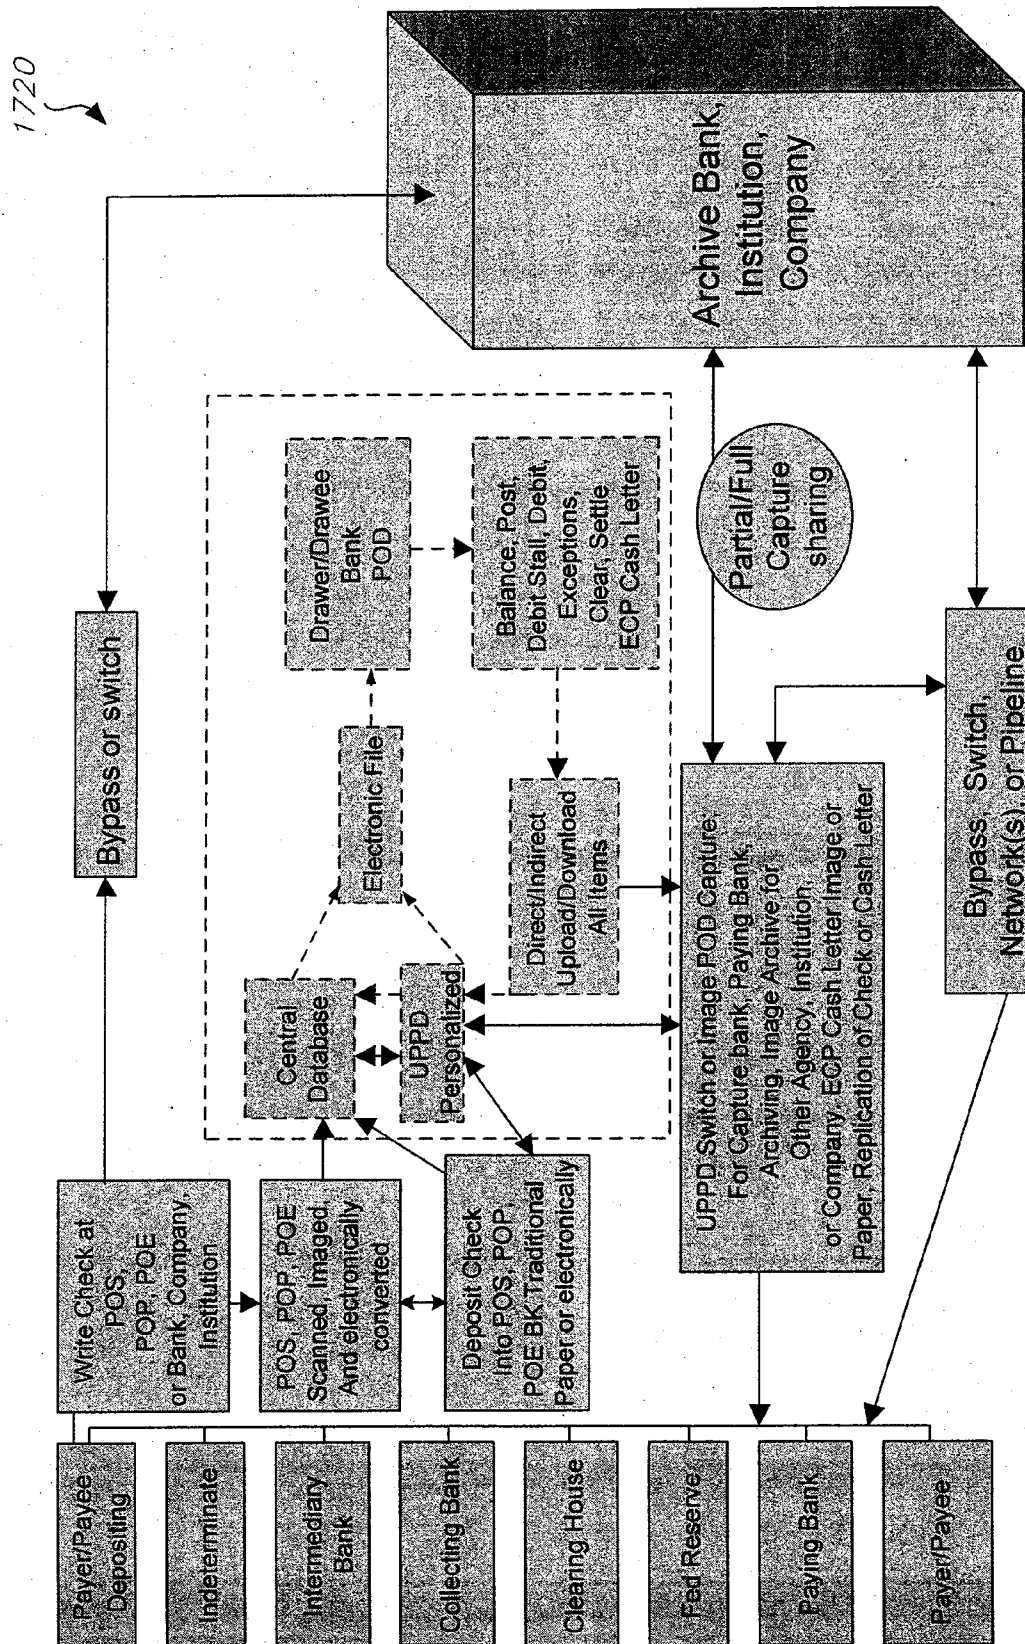 1720
Payer/Payee
Depositing
Indeterminate
Intermediary
Bank
Collecting Bank
Clearing House
Fed Reserve
Paying Bank
Payer/Payee
Write Check at
POS,
POP, POE
or Bank, Company,
Institution
POS, POP, POE
Scanned, Imaged,
And electronically
converted
Deposit Check
Into POS, POP,
POE BK Traditional
Paper or electronically
Bypass or switch
Central
Database
UPPD
Personalized
Electronic File
Drawer/Drawee
Bank
POD
Balance, Post,
Debit Stall, Debit,
Exceptions,
Clear, Settle
ECP Cash Letter
Direct/Indirect
Upload/Download
All Items
UPPD Switch or Image POD Capture,
For Capture bank, Paying Bank,
Archiving, Image Archive for
Other Agency, Institution,
or Company, ECP Cash Letter Image or
Paper, Replication of Check or Cash Letter
Partial/Full
Capture
sharing
Bypass, Switch,
Network(s), or Pipeline
Archive Bank,
Institution,
Company